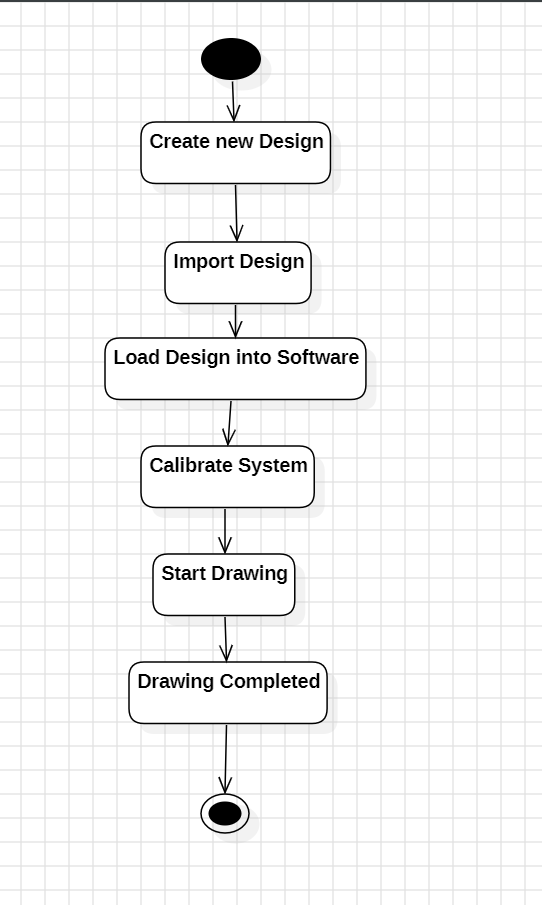 Create new Design
Import Design
Load Design into Software
Calibrate System
Start Drawing
Drawing Completed